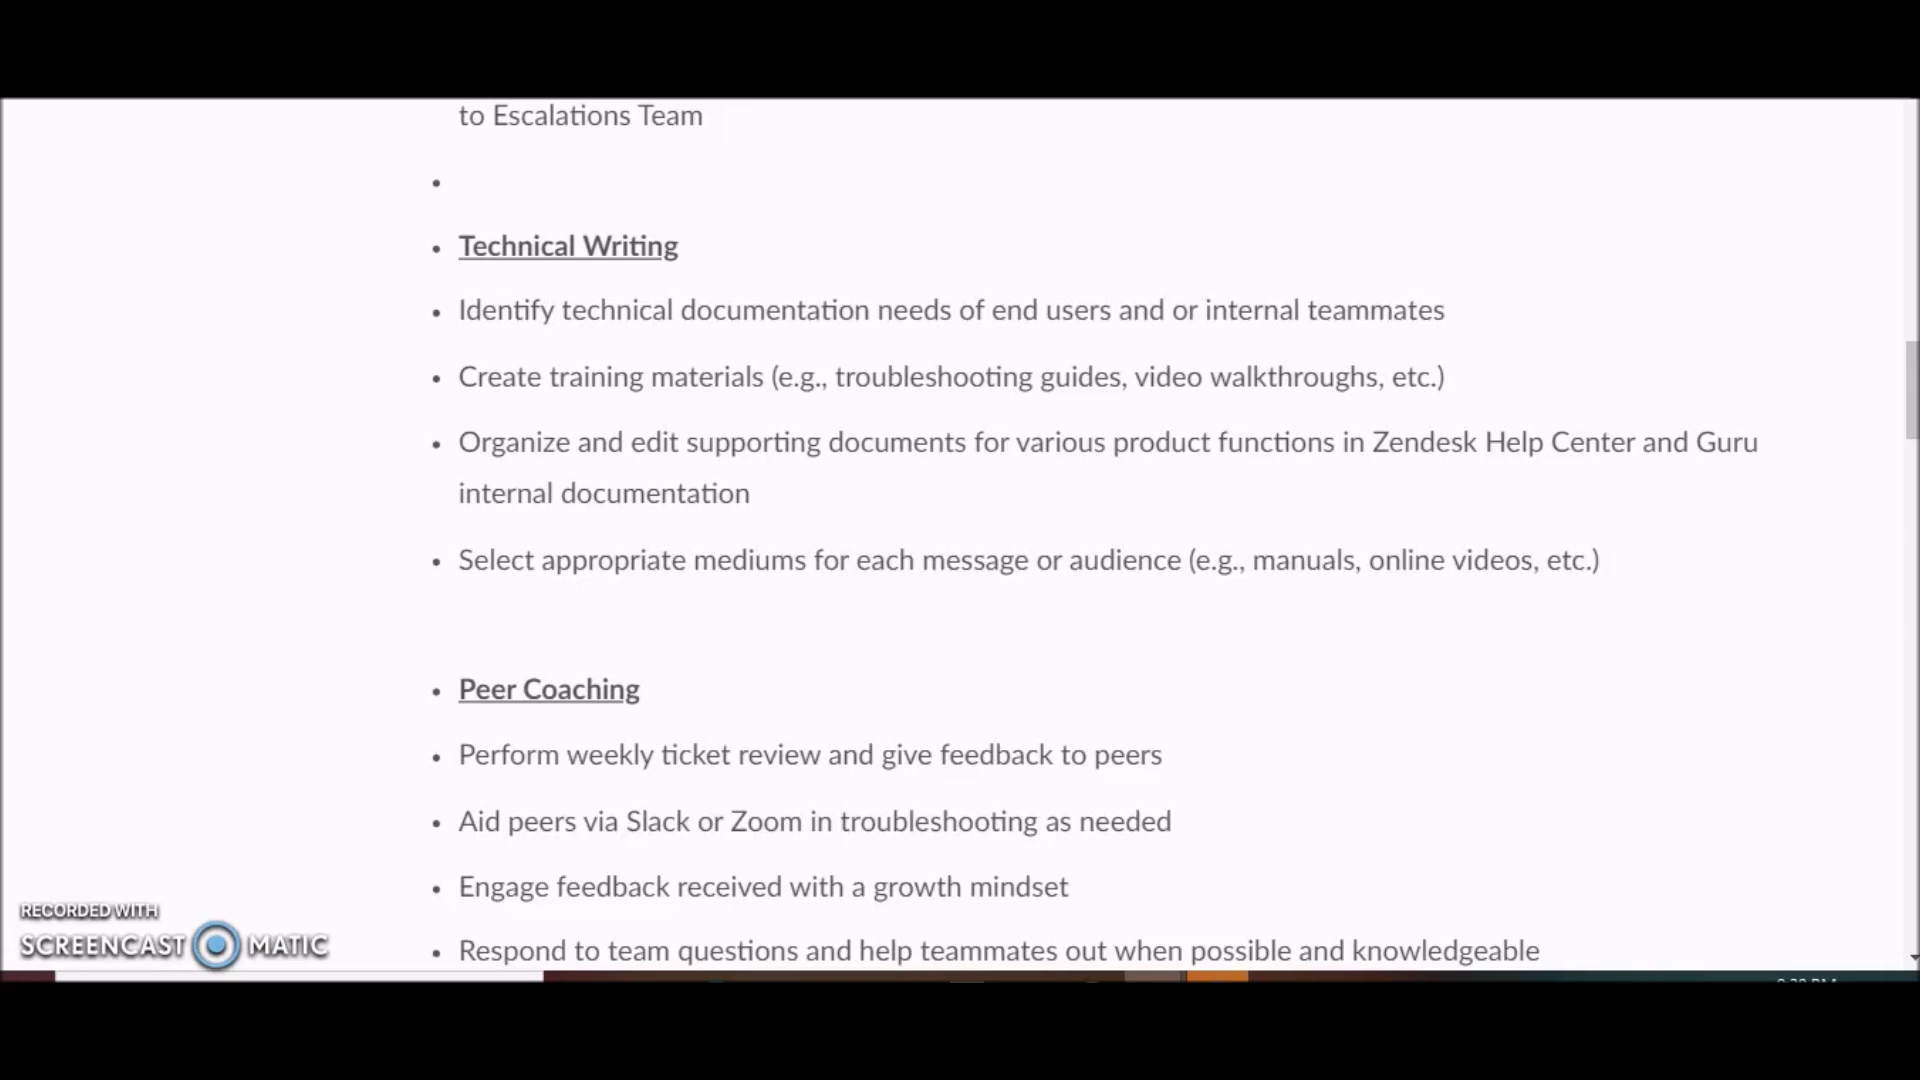 to Escalations Team
•
• Technical Writing
• Identify technical documentation needs of end users and or internal teammates
• Create training materials (e.g., troubleshooting guides, video walkthroughs, etc.)
• Organize and edit supporting documents for various product functions in Zendesk Help Center and Guru
internal documentation
• Select appropriate mediums for each message or audience (e.g., manuals, online videos, etc.)
• Peer Coaching
• Perform weekly ticket review and give feedback to peers
• Aid peers via Slack or Zoom in troubleshooting as needed
• Engage feedback received with a growth mindset
• Respond to team questions and help teammates out when possible and knowledgeable
RECORDED WITH
SCREENCAST MATIC